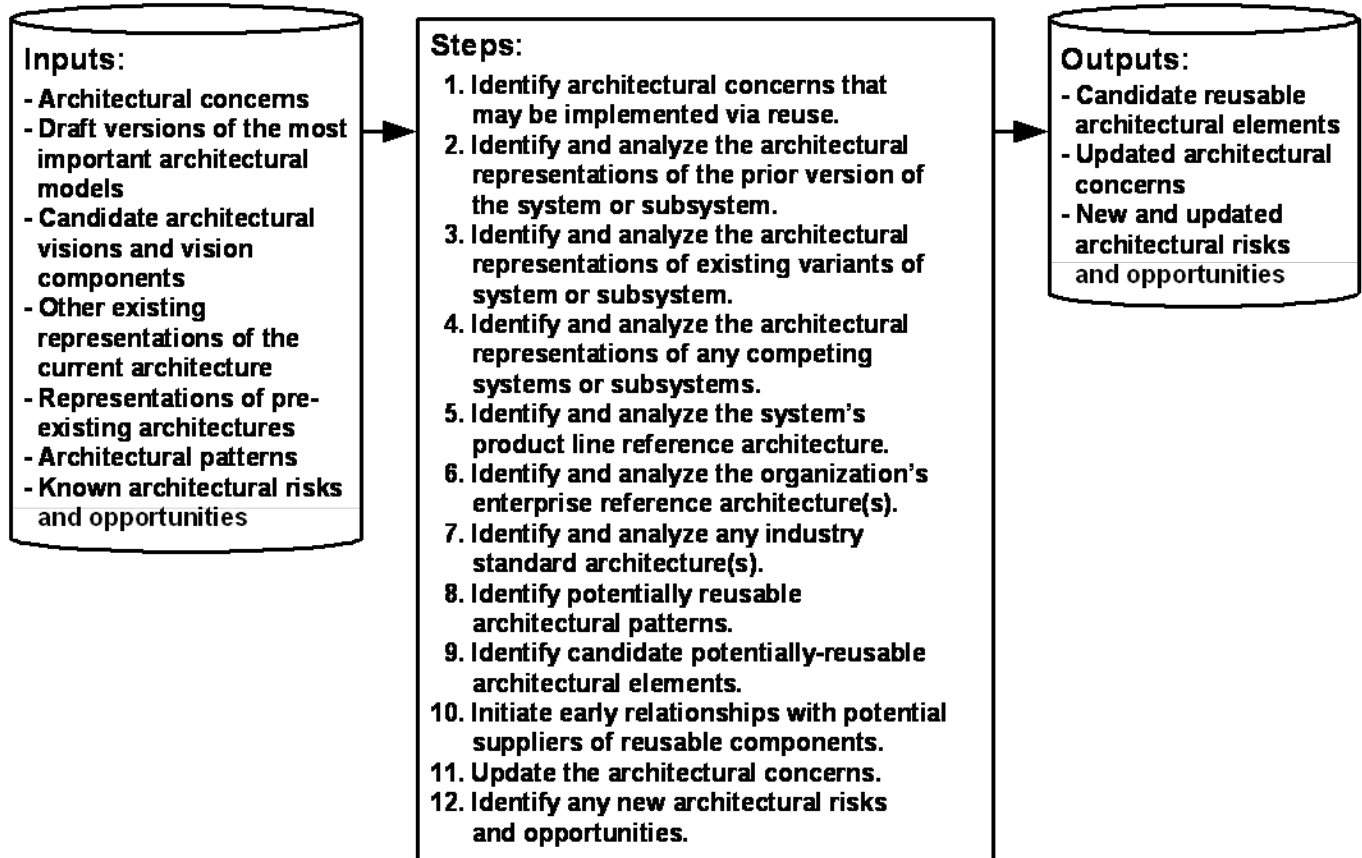 Inputs:
- Architectural concerns
- Draft versions of the most
important architectural
models
- Candidate architectural
visions and vision
components
- Other existing
representations of the
current architecture
- Representations of pre-
existing architectures
- Architectural patterns
- Known architectural risks
and opportunities
Steps:
1. Identify architectural concerns that
may be implemented via reuse.
2. Identify and analyze the architectural
representations of the prior version of
the system or subsystem.
3. Identify and analyze the architectural
representations of existing variants of
system or subsystem.
4. Identify and analyze the architectural
representations of any competing
systems or subsystems.
5. Identify and analyze the system's
product line reference architecture.
6. Identify and analyze the organization's
enterprise reference architecture(s).
7. Identify and analyze any industry
standard architecture(s).
8. Identify potentially reusable
architectural patterns.
9. Identify candidate potentially-reusable
architectural elements.
10. Initiate early relationships with potential
suppliers of reusable components.
11. Update the architectural concerns.
12. Identify any new architectural risks
and opportunities.
Outputs:
- Candidate reusable
architectural elements
- Updated architectural
concerns
- New and updated
architectural risks
and opportunities